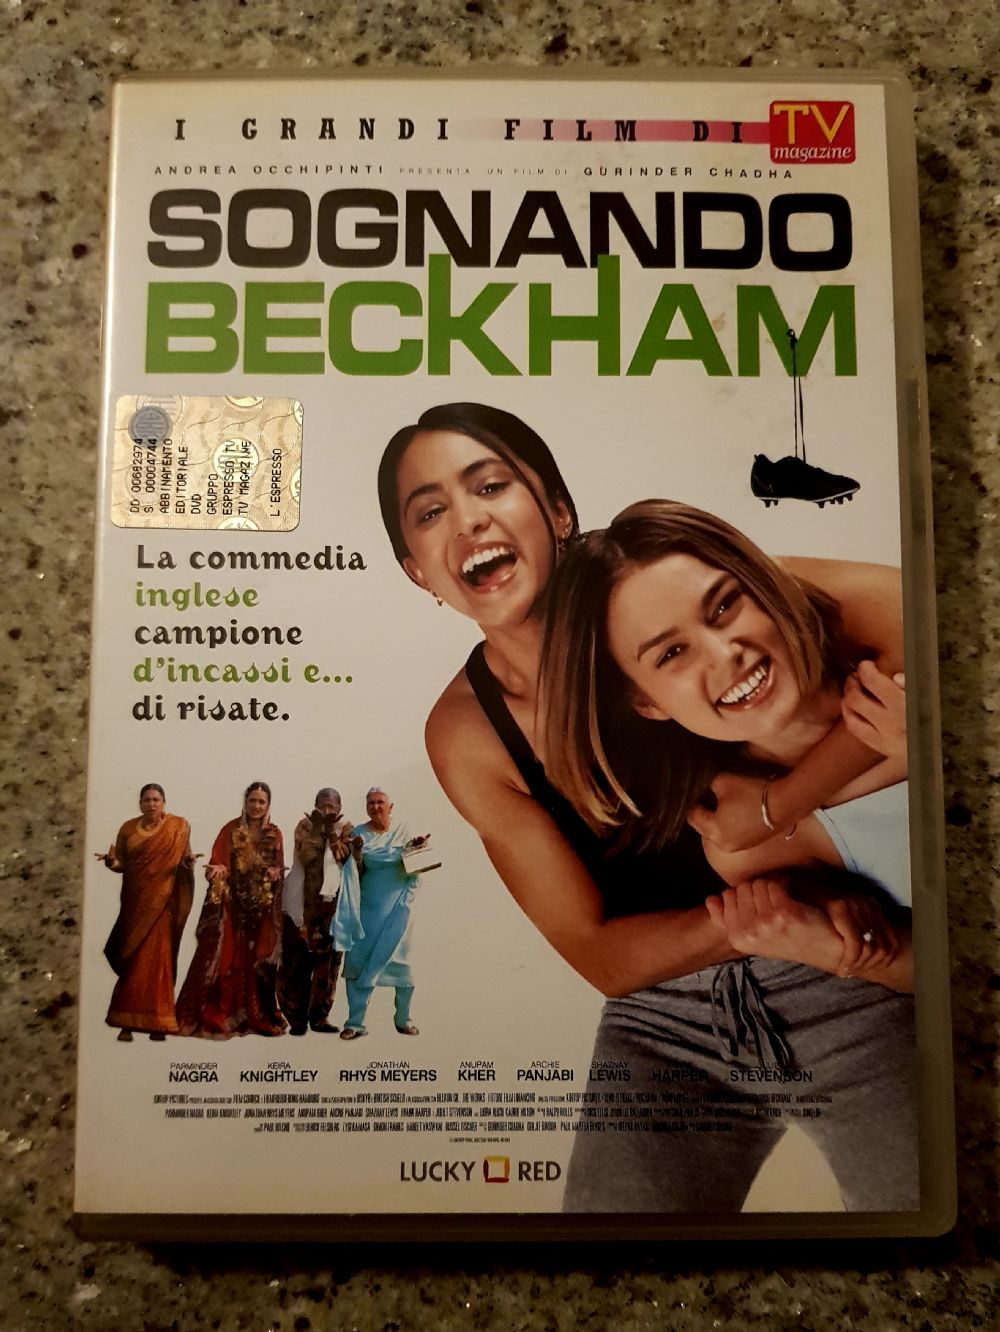 I GRANDI FILM DI TV magazine
ANDREA OCCHIPINTI PRESENTA UN FILM DI GURINDER CHADHA
SOGNANDO
BECKHAM
DD 00682974
S: 00004744
ABBINAMENTO
EDITORIALE
DVD
GRUPPO
ESPRESSO TV
TV MAGAZINE
L'ESPRESSO
La commedia
inglese
campione
d'incassi e...
di risate.
PARMINDER NAGRA KEIRA KNIGHTLEY JONATHAN RHYS MEYERS ANUPAM KHER ARCHIE PANJABI SHAZNAY LEWIS HARPER STEVENSON
LUCKY RED